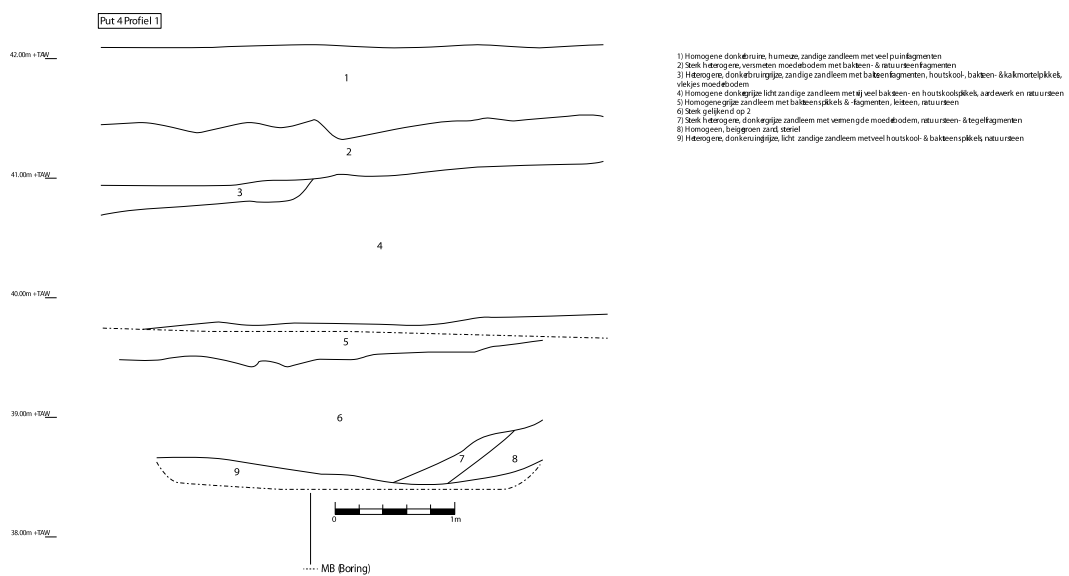 Put 4 Profiel 1
42.00m +TAW
1
2
41.00m +TAW
3
4
40.00m +TAW
5
39.00m +TAW
6
7
8
9
0
1m
38.00m +TAW
MB (Boring)
1) Homogene donkerbruine, humeuze, zandige zandleem met veel puinfragmenten
2) Sterk heterogene, versmeten moederbodem met baksteen- & natuursteenfragmenten
3) Heterogene, donkerbruingrijze, zandige zandleem met baksteenfragmenten, houtskool-, baksteen- & kalkmortelspikkels,
vlekjes moederbodem
4) Homogene donkergrijze licht zandige zandleem met vrij veel baksteen- en houtskoolspikkels, aardewerk en natuursteen
5) Homogene grijze zandleem met baksteenspikkels & -fragmenten, leisteen, natuursteen
6) Sterk gelijkend op 2
7) Sterk heterogene, donkergrijze zandleem met vermengde moederbodem, natuursteen- & tegelfragmenten
8) Homogeen, beigegroen zand, steriel
9) Heterogene, donkerbruingrijze, licht zandige zandleem met veel houtskool- & baksteenspikkels, natuursteen